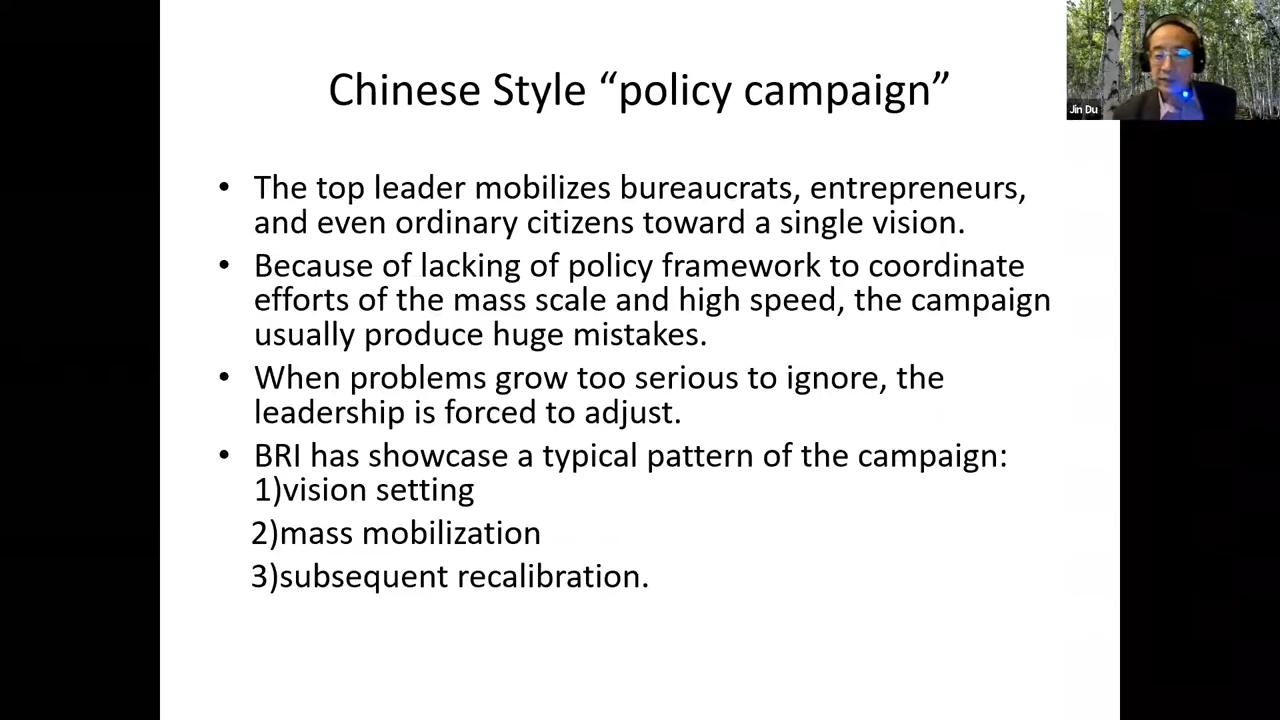 Chinese Style “policy campaign”
• The top leader mobilizes bureaucrats, entrepreneurs,
and even ordinary citizens toward a single vision.
• Because of lacking of policy framework to coordinate
efforts of the mass scale and high speed, the campaign
usually produce huge mistakes.
• When problems grow too serious to ignore, the
leadership is forced to adjust.
• BRI has showcase a typical pattern of the campaign:
1)vision setting
2)mass mobilization
3)subsequent recalibration.
Jin Du